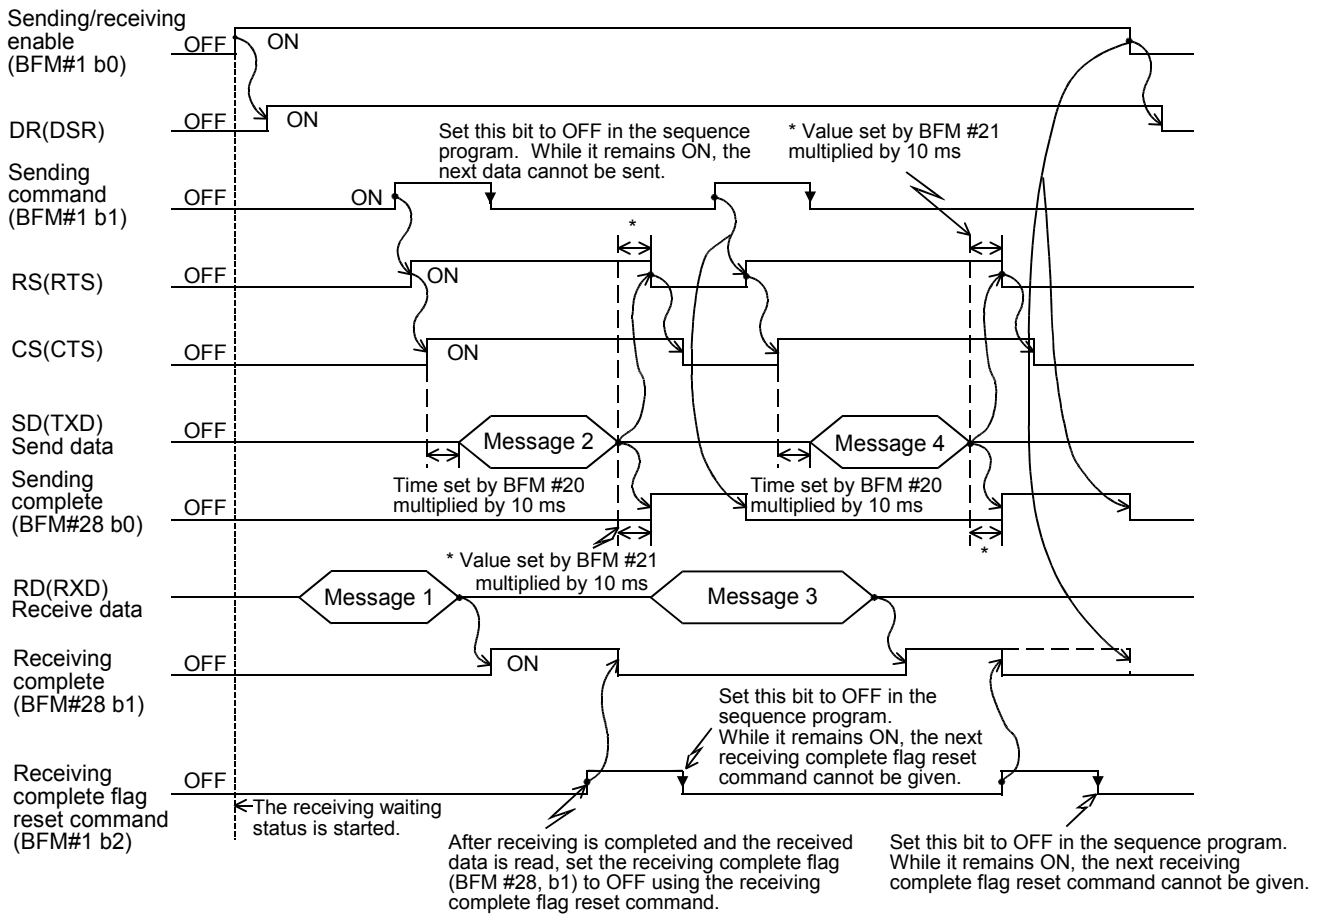 Sending/receiving
enable
(BFM#1 b0)
OFF
ON
DR(DSR)
OFF
ON
Set this bit to OFF in the sequence
program. While it remains ON, the
next data cannot be sent.
* Value set by BFM #21
multiplied by 10 ms
Sending
command
(BFM#1 b1)
OFF
ON
*
RS(RTS)
OFF
ON
CS(CTS)
OFF
ON
SD(TXD)
Send data
OFF
Message 2
Message 4
Time set by BFM #20
multiplied by 10 ms
Time set by BFM #20
multiplied by 10 ms
Sending
complete
(BFM#28 b0)
OFF
* Value set by BFM #21
multiplied by 10 ms
*
RD(RXD)
Receive data
Message 1
Message 3
Receiving
complete
(BFM#28 b1)
OFF
ON
Set this bit to OFF in the
sequence program.
While it remains ON, the next
receiving complete flag reset
command cannot be given.
Receiving
complete flag
reset command
(BFM#1 b2)
OFF
The receiving waiting
status is started.
After receiving is completed and the received
data is read, set the receiving complete flag
(BFM #28, b1) to OFF using the receiving
complete flag reset command.
Set this bit to OFF in the sequence program.
While it remains ON, the next receiving
complete flag reset command cannot be given.